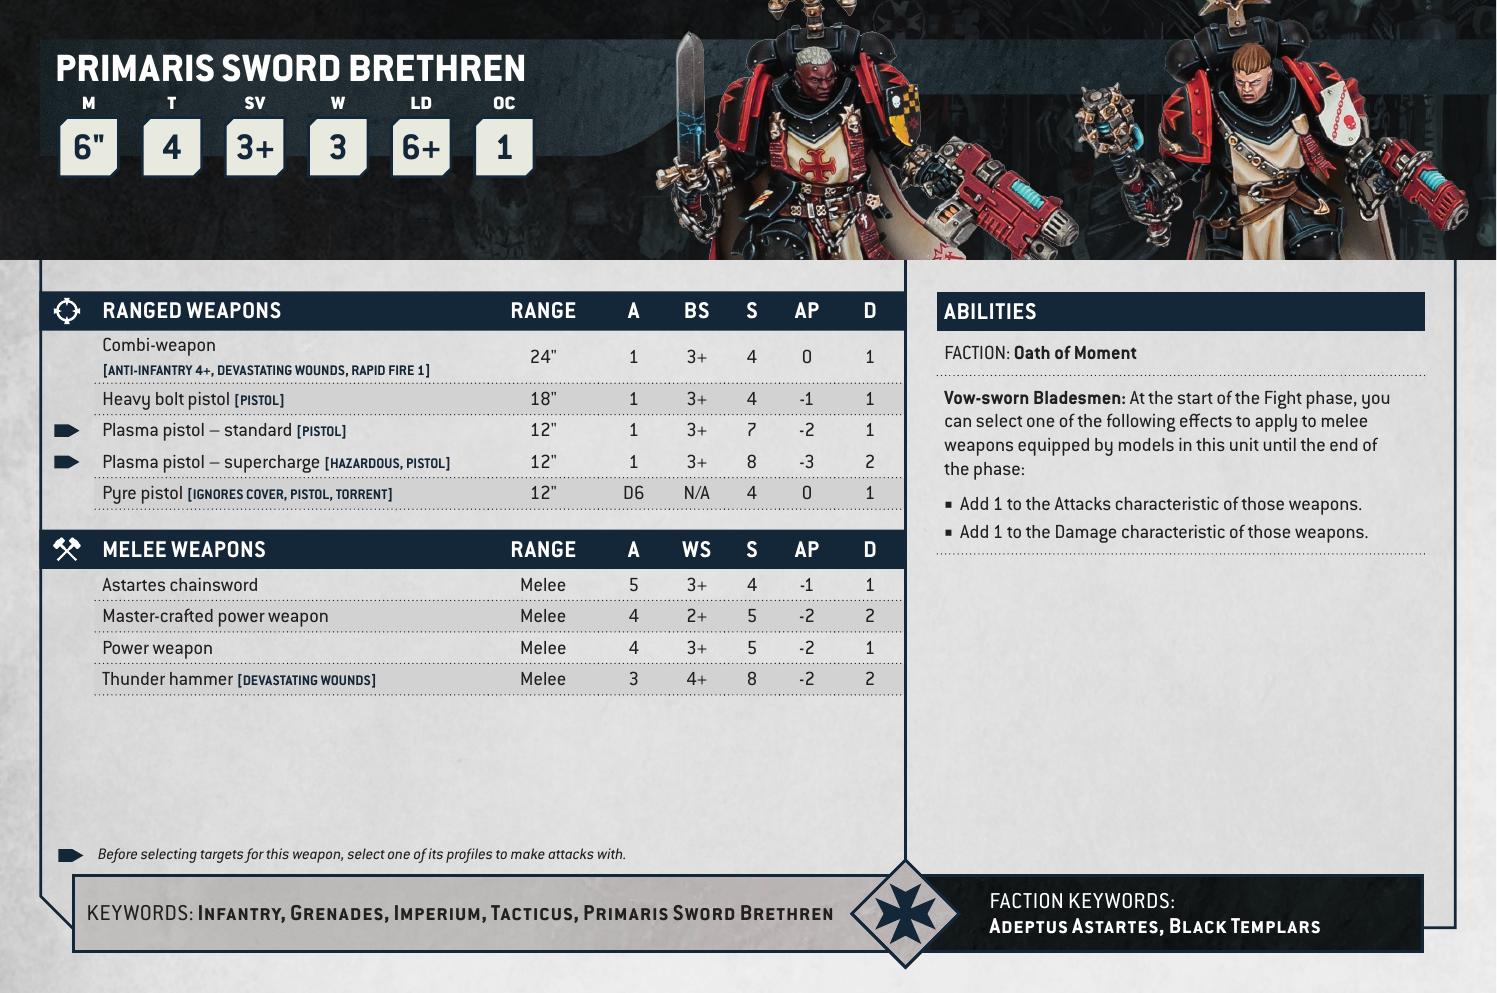 PRIMARIS SWORD BRETHREN
M T SV W LD OC
6" 4 3+ 3 6+ 1
RANGED WEAPONS RANGE A BS S AP D
Combi-weapon
[ANTI-INFANTRY 4+, DEVASTATING WOUNDS, RAPID FIRE 1] 24" 1 3+ 4 0 1
Heavy bolt pistol [PISTOL] 18" 1 3+ 4 -1 1
Plasma pistol – standard [PISTOL] 12" 1 3+ 7 -2 1
Plasma pistol – supercharge [HAZARDOUS, PISTOL] 12" 1 3+ 8 -3 2
Pyre pistol [IGNORES COVER, PISTOL, TORRENT] 12" D6 N/A 4 0 1
MELEE WEAPONS RANGE A WS S AP D
Astartes chainsword Melee 5 3+ 4 -1 1
Master-crafted power weapon Melee 4 2+ 5 -2 2
Power weapon Melee 4 3+ 5 -2 1
Thunder hammer [DEVASTATING WOUNDS] Melee 3 4+ 8 -2 2
Before selecting targets for this weapon, select one of its profiles to make attacks with.
ABILITIES
FACTION: Oath of Moment
Vow-sworn Bladesmen: At the start of the Fight phase, you
can select one of the following effects to apply to melee
weapons equipped by models in this unit until the end of
the phase:
▪ Add 1 to the Attacks characteristic of those weapons.
▪ Add 1 to the Damage characteristic of those weapons.
KEYWORDS: INFANTRY, GRENADES, IMPERIUM, TACTICUS, PRIMARIS SWORD BRETHREN
FACTION KEYWORDS:
ADEPTUS ASTARTES, BLACK TEMPLARS